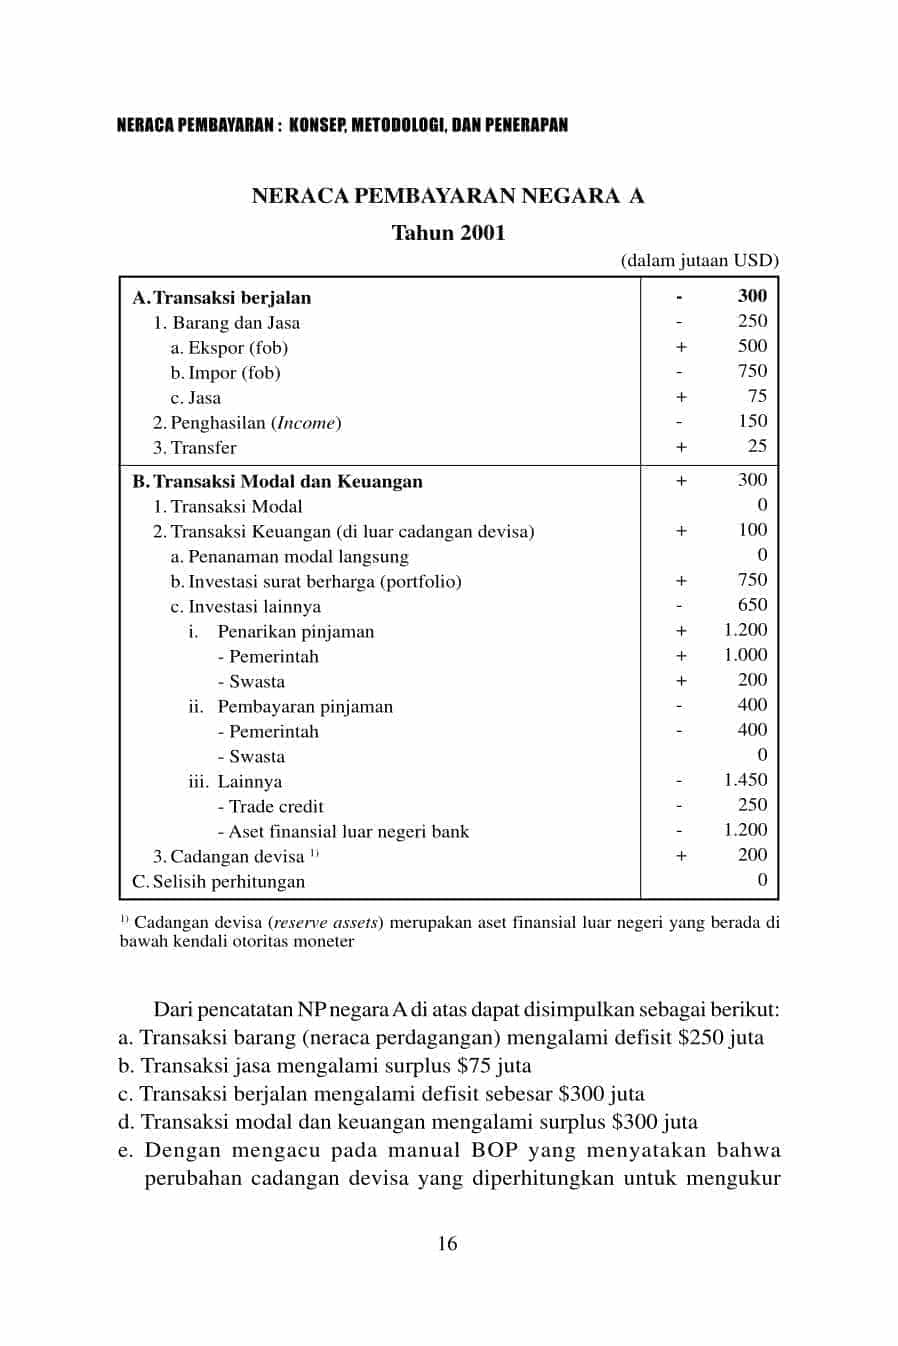 NERACA PEMBAYARAN : KONSEP, METODOLOGI, DAN PENERAPAN
NERACA PEMBAYARAN NEGARA A
Tahun 2001
(dalam jutaan USD)
A. Transaksi berjalan - 300
1. Barang dan Jasa - 250
a. Ekspor (fob) + 500
b. Impor (fob) - 750
c. Jasa + 75
2. Penghasilan (Income) - 150
3. Transfer + 25
B. Transaksi Modal dan Keuangan + 300
1. Transaksi Modal 0
2. Transaksi Keuangan (di luar cadangan devisa) + 100
a. Penanaman modal langsung 0
b. Investasi surat berharga (portfolio) + 750
c. Investasi lainnya - 650
i. Penarikan pinjaman + 1.200
- Pemerintah + 1.000
- Swasta + 200
ii. Pembayaran pinjaman - 400
- Pemerintah - 400
- Swasta 0
iii. Lainnya - 1.450
- Trade credit - 250
- Aset finansial luar negeri bank - 1.200
3. Cadangan devisa 1) + 200
C. Selisih perhitungan 0
1) Cadangan devisa (reserve assets) merupakan aset finansial luar negeri yang berada di
bawah kendali otoritas moneter
Dari pencatatan NP negara A di atas dapat disimpulkan sebagai berikut:
a. Transaksi barang (neraca perdagangan) mengalami defisit $250 juta
b. Transaksi jasa mengalami surplus $75 juta
c. Transaksi berjalan mengalami defisit sebesar $300 juta
d. Transaksi modal dan keuangan mengalami surplus $300 juta
e. Dengan mengacu pada manual BOP yang menyatakan bahwa
perubahan cadangan devisa yang diperhitungkan untuk mengukur
16